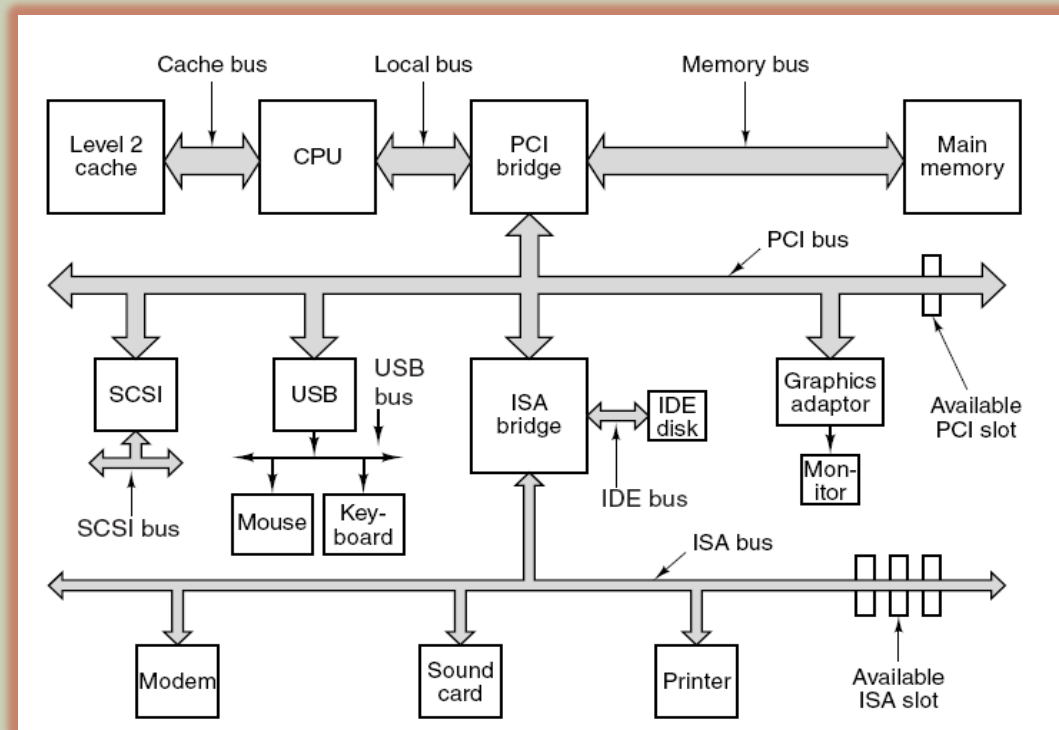 Cache bus
Local bus
Memory bus
Level 2
cache
CPU
PCI
bridge
Main
memory
PCI bus
SCSI
USB
USB
bus
ISA
bridge
IDE
disk
Graphics
adaptor
Available
PCI slot
Mon-
itor
SCSI bus
Mouse
Key-
board
IDE bus
ISA bus
Modem
Sound
card
Printer
Available
ISA slot